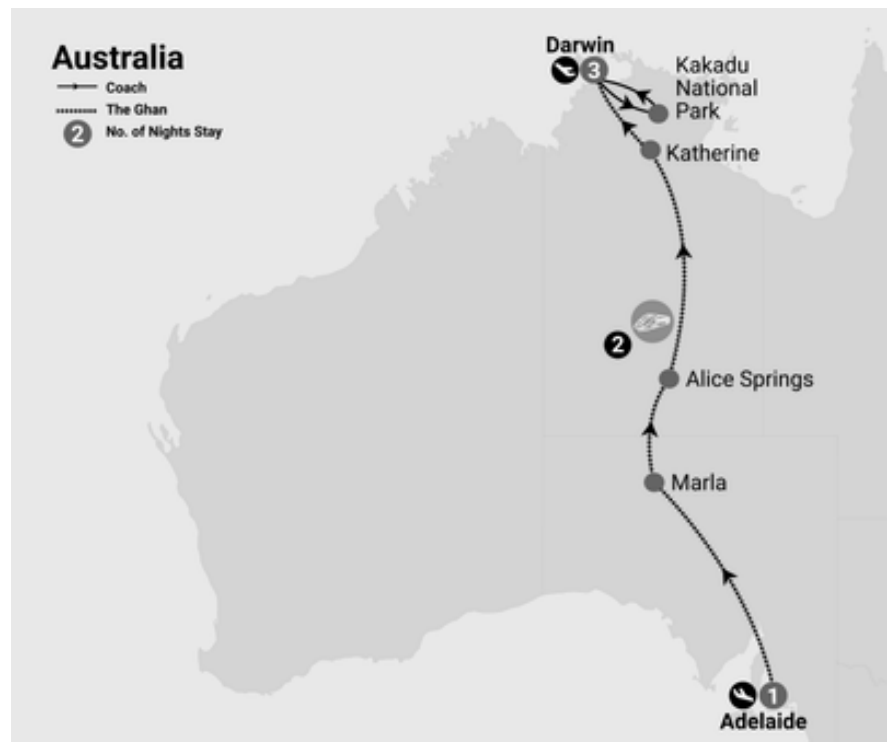 Australia
Coach
The Ghan
2 No. of Nights Stay
Darwin
3
Kakadu
National
Park
Katherine
2
Alice Springs
Marla
1
Adelaide